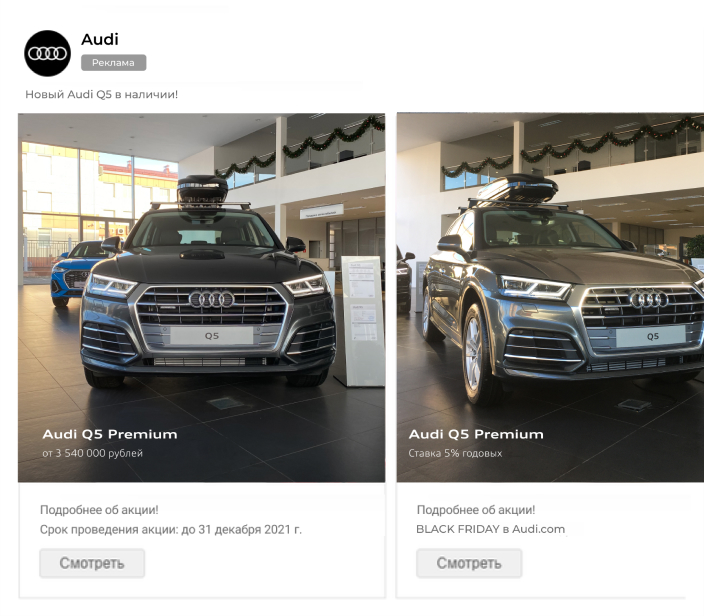 Audi
Реклама
Новый Audi Q5 в наличии!
Q5
Audi Q5 Premium
от 3 540 000 рублей
Подробнее об акции!
Срок проведения акции: до 31 декабря 2021 г.
Смотреть
Q5
Audi Q5 Premium
Ставка 5% годовых
Подробнее об акции!
BLACK FRIDAY в Audi.com
Смотреть